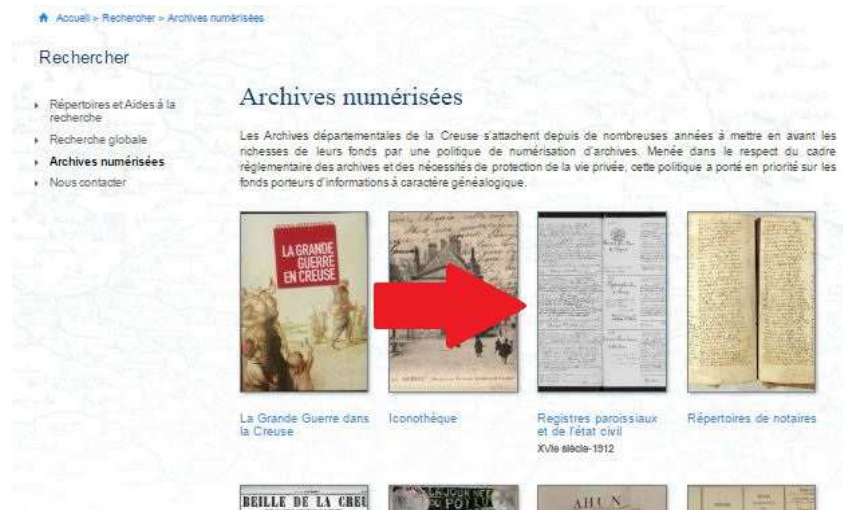 Accueil > Rechercher > Archives numérisées
Rechercher
Répertoires et Aides à la
recherche
Recherche globale
Archives numérisées
Nous contacter
Archives numérisées
Les Archives départementales de la Creuse s'attachent depuis de nombreuses années à mettre en avant les
richesses de leurs fonds par une politique de numérisation d'archives. Menée dans le respect du cadre
règlementaire des archives et des nécessités de protection de la vie privée, cette politique a porté en priorité sur les
fonds porteurs d'informations à caractère généalogique.
LA GRANDE
GUERRE
EN CREUSE
La Grande Guerre dans
la Creuse
Iconothèque
Registres paroissiaux
et de l'état civil
XVIe siècle-1912
Répertoires de notaires
BEILLE DE LA CREU
LA JOURNEE
DU POILU
AHUN